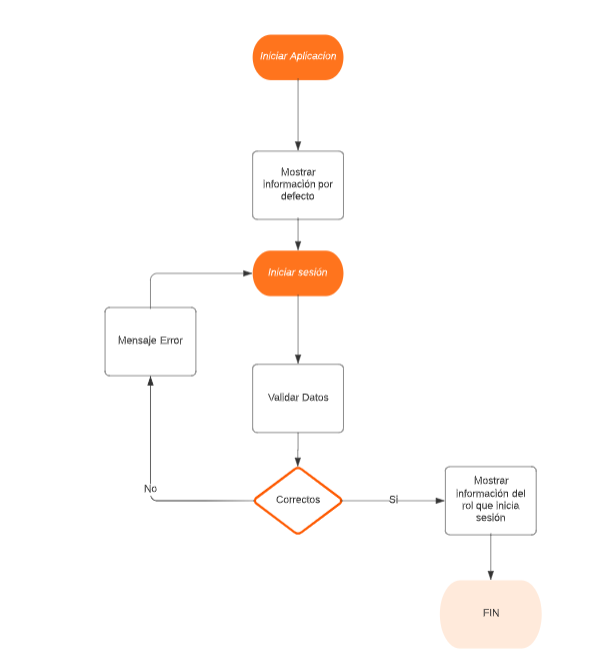 Iniciar Aplicacion
Mostrar
información por
defecto
Iniciar sesión
Mensaje Error
Validar Datos
No
Correctos
Si
Mostrar
información del
rol que inicia
sesión
FIN